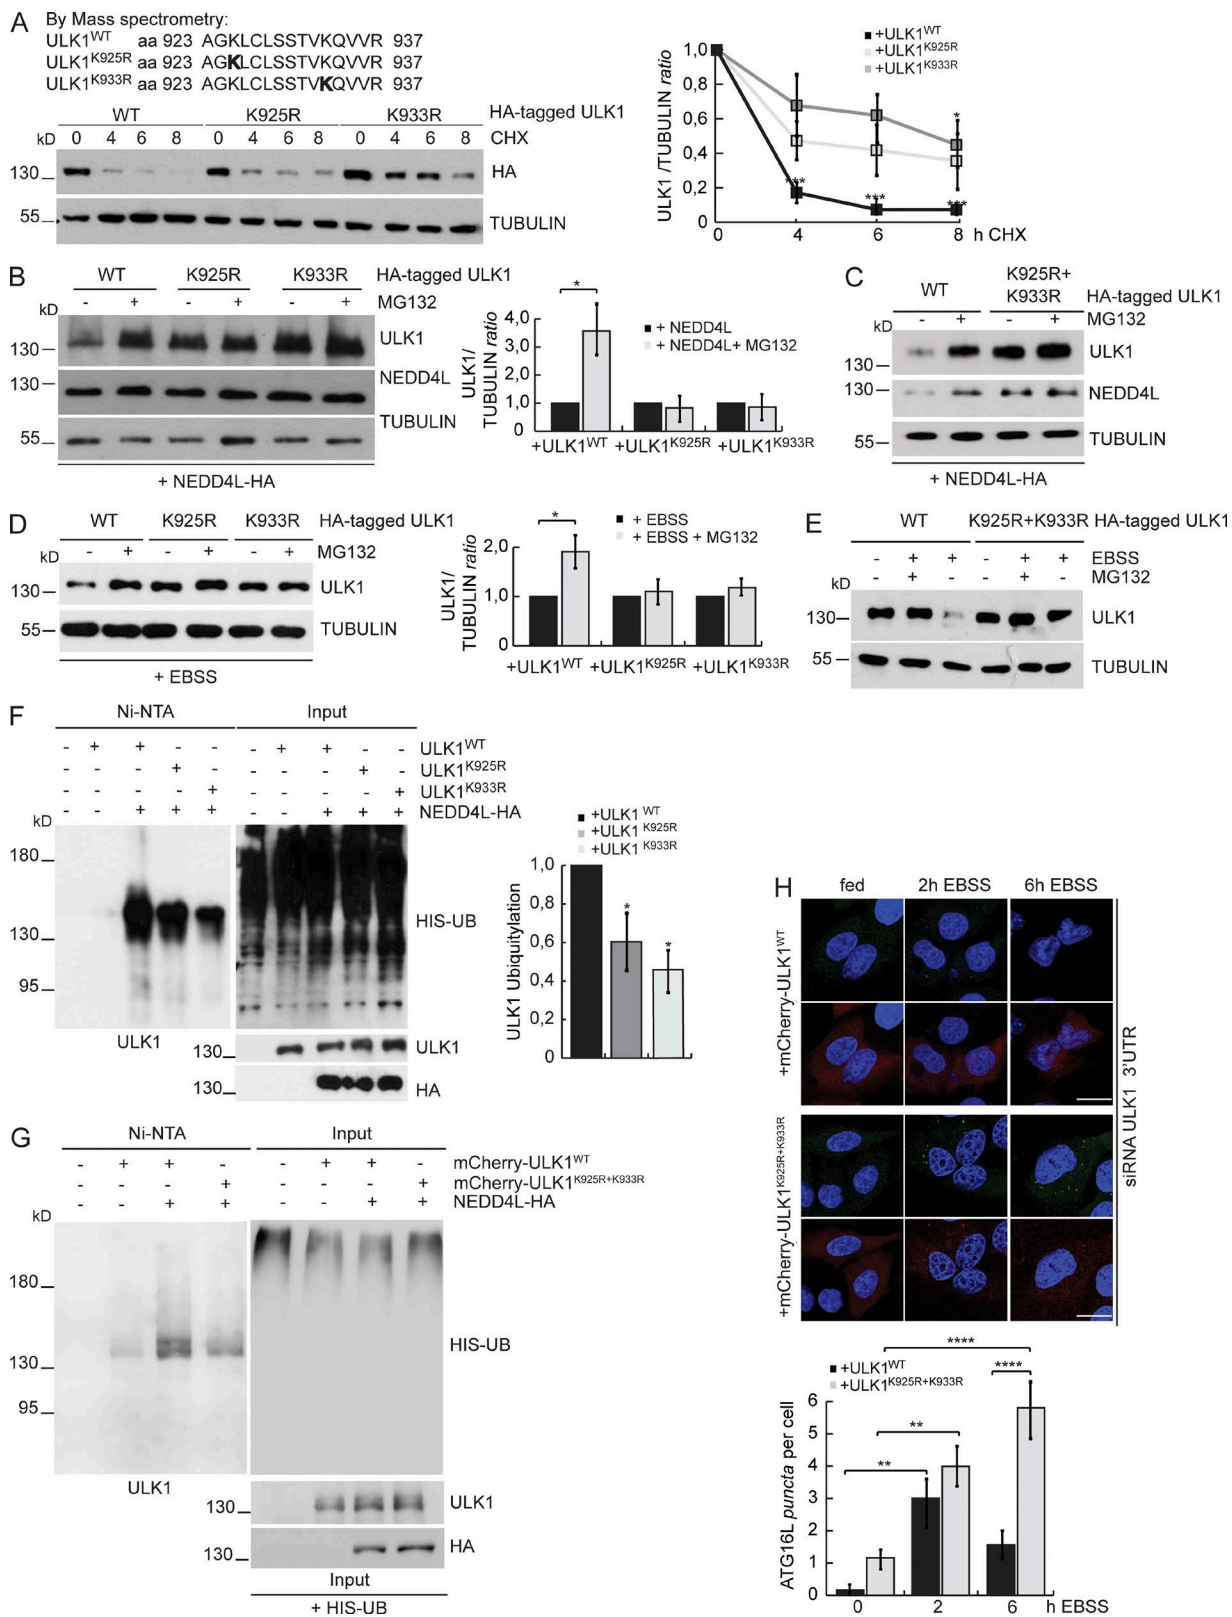 A
By Mass spectrometry:
ULK1WT aa 923 AGKLCLSSTVKQVVR 937
ULK1K925R aa 923 AGKLCLSSTVKQVVR 937
ULK1K933R aa 923 AGKLCLSSTVKQVVR 937
WT K925R K933R HA-tagged ULK1
kD 0 4 6 8 0 4 6 8 0 4 6 8 CHX
130 HA
55 TUBULIN
+ULK1WT
+ULK1K925R
+ULK1K933R
ULK1 /TUBULIN ratio
1,0
0,8
0,6
0,4
0,2
0
*
*** *** ***
0 4 6 8 h CHX
B
WT K925R K933R HA-tagged ULK1
kD - + - + - + MG132
130 ULK1
130 NEDD4L
TUBULIN
55
+ NEDD4L-HA
ULK1/
TUBULIN ratio
4,0
3,0
2,0
1,0
0
*
+ NEDD4L
+ NEDD4L+ MG132
+ULK1WT +ULK1K925R +ULK1K933R
C
WT K925R+
K933R HA-tagged ULK1
kD - + - + MG132
130 ULK1
130 NEDD4L
55 TUBULIN
+ NEDD4L-HA
D
WT K925R K933R HA-tagged ULK1
kD - + - + - + MG132
130 ULK1
55 TUBULIN
+ EBSS
ULK1/
TUBULIN ratio
2,0
1,0
0
*
+ EBSS
+ EBSS + MG132
+ULK1WT +ULK1K925R +ULK1K933R
E
WT K925R+K933R HA-tagged ULK1
- + + - + + EBSS
kD - + - - + - MG132
130 ULK1
55 TUBULIN
F
Ni-NTA Input
- + + - - - + + - - ULK1WT
- - - + - - - - + - ULK1K925R
- - - - + - - - - + ULK1K933R
- - + + + - - + + + NEDD4L-HA
kD
180
130
95
HIS-UB
ULK1
130 ULK1
130 HA
+ULK1 WT
+ULK1 K925R
+ULK1 K933R
ULK1 Ubiquitylation
1,0
0,8
0,6
0,4
0,2
0
* *
G
Ni-NTA Input
- + + - - + + - mCherry-ULK1WT
- - - + - - - + mCherry-ULK1K925R+K933R
- - + + - - + + NEDD4L-HA
kD
180
130
95
HIS-UB
ULK1
130 ULK1
130 HA
Input
+ HIS-UB
H
fed 2h EBSS 6h EBSS
+mCherry-ULK1WT
+mCherry-ULK1K925R+K933R
siRNA ULK1 3'UTR
+ULK1WT
+ULK1K925R+K933R
****
****
**
**
ATG16L puncta per cell
6
5
4
3
2
1
0
0 2 6 h EBSS